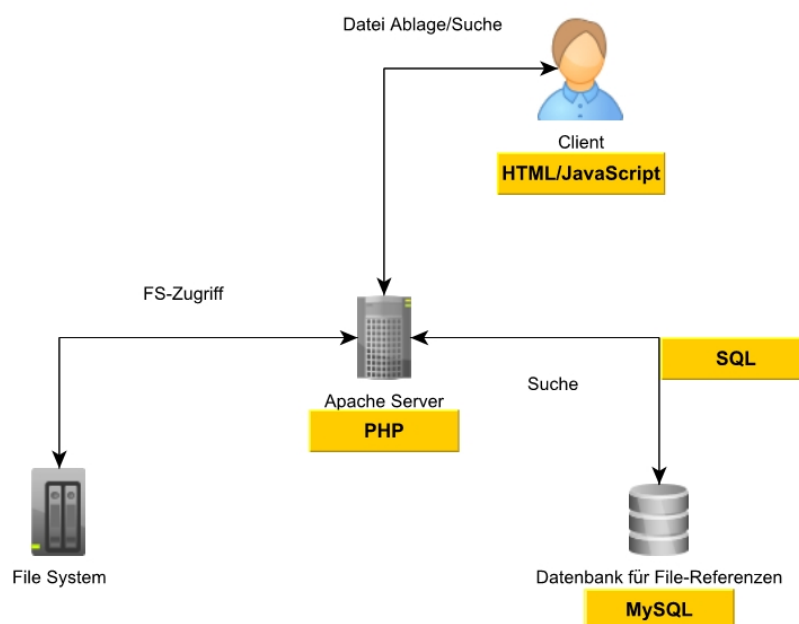 Datei Ablage/Suche
Client
HTML/JavaScript
FS-Zugriff
SQL
Suche
Apache Server
PHP
File System
Datenbank für File-Referenzen
MySQL